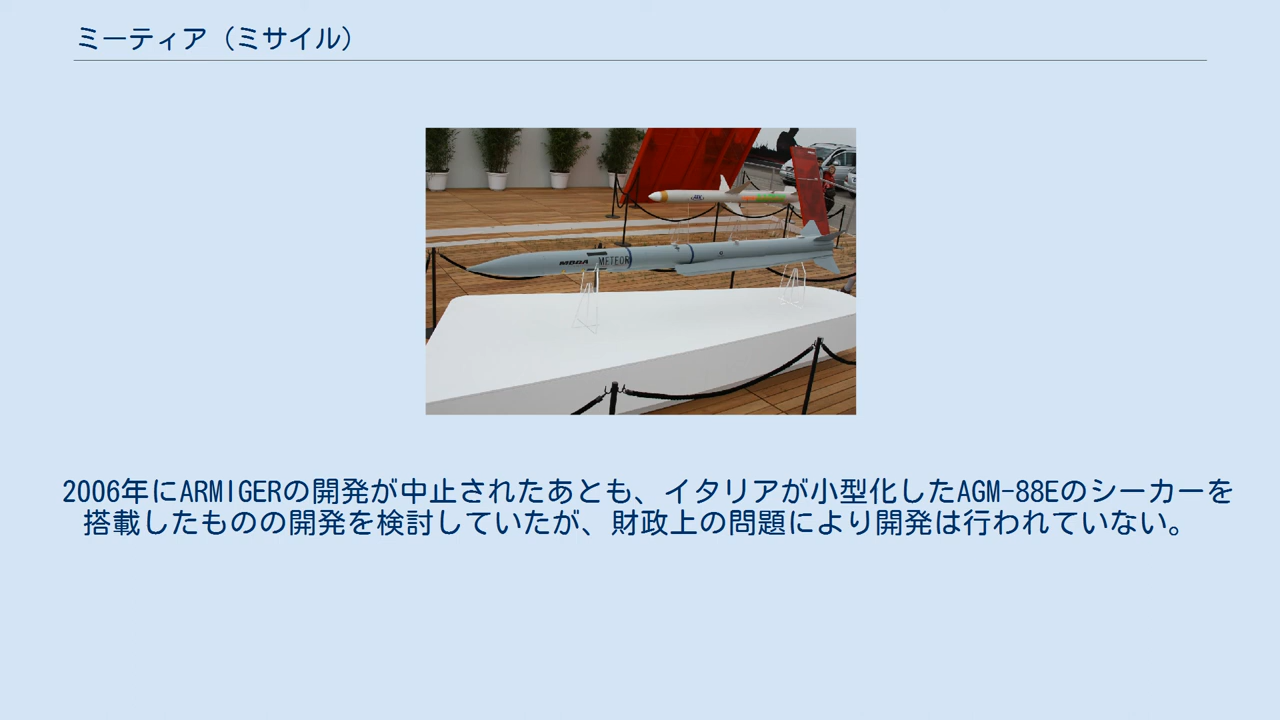 ミーティア（ミサイル）
MBDA METEOR
2006年にARMIGERの開発が中止されたあとも、イタリアが小型化したAGM-88Eのシーカーを
搭載したものの開発を検討していたが、財政上の問題により開発は行われていない。